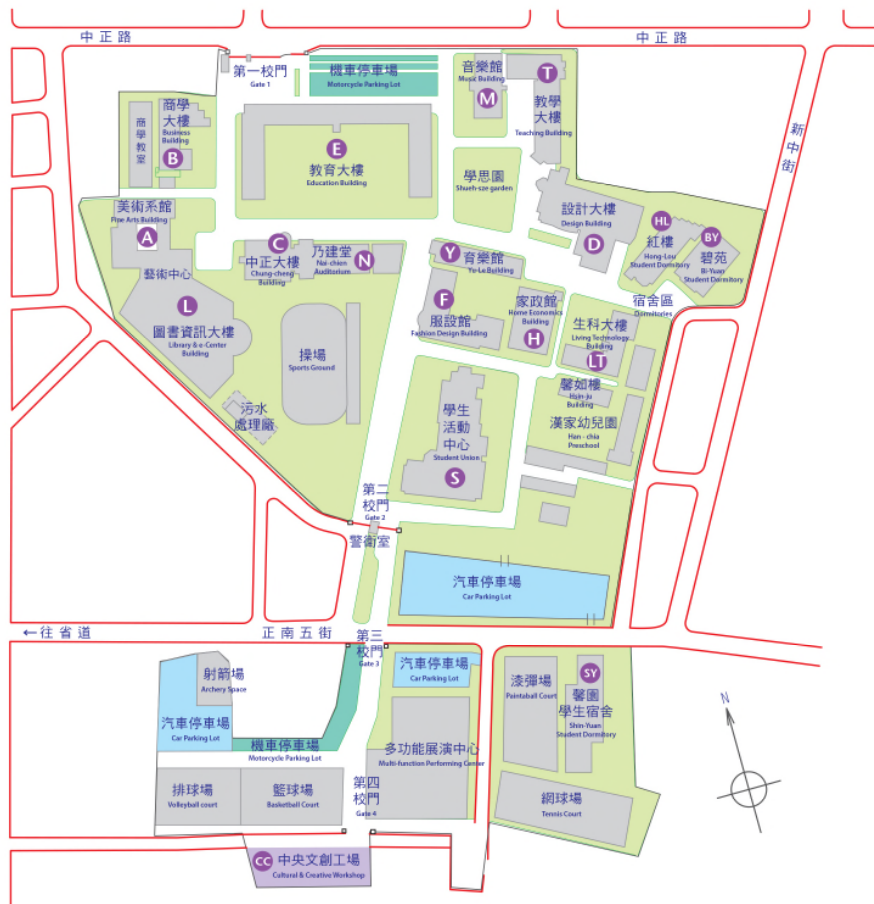 中正路
中正路
第一校門
Gate 1
機車停車場
Motorcycle Parking Lot
音樂館
Music Building
M
T
教學
大樓
Teaching Building
新中街
商學教室
商學
大樓
Business
Building
B
E
教育大樓
Education Building
學思園
Shueh-sze garden
美術系館
Fine Arts Building
A
C
中正大樓
Chung-cheng
Building
乃建堂
Nai-chien
Auditorium
N
Y
育樂館
Yu-Le Building
設計大樓
Design Building
D
HL
紅樓
Hong-Lou
Student Dormitory
BY
碧苑
Bi-Yuan
Student Dormitory
宿舍區
Dormitories
藝術中心
L
圖書資訊大樓
Library & e-Center
Building
操場
Sports Ground
污水
處理廠
F
服設館
Fashion Design Building
家政館
Home Economics
Building
H
生科大樓
Living Technology
Building
LT
馨如樓
Hsin-ju
Building
漢家幼兒園
Han - chia
Preschool
學生
活動
中心
Student Union
S
第二
校門
Gate 2
警衛室
汽車停車場
Car Parking Lot
←往省道
正南五街
第三
校門
Gate 3
射箭場
Archery Space
汽車停車場
Car Parking Lot
機車停車場
Motorcycle Parking Lot
汽車停車場
Car Parking Lot
多功能展演中心
Multi-function Performing Center
漆彈場
Paintaball Court
SY
馨園
學生宿舍
Shin-Yuan
Student Dormitory
排球場
Volleyball court
籃球場
Basketball Court
第四
校門
Gate 4
網球場
Tennis Court
CC
中央文創工場
Cultural & Creative Workshop
N